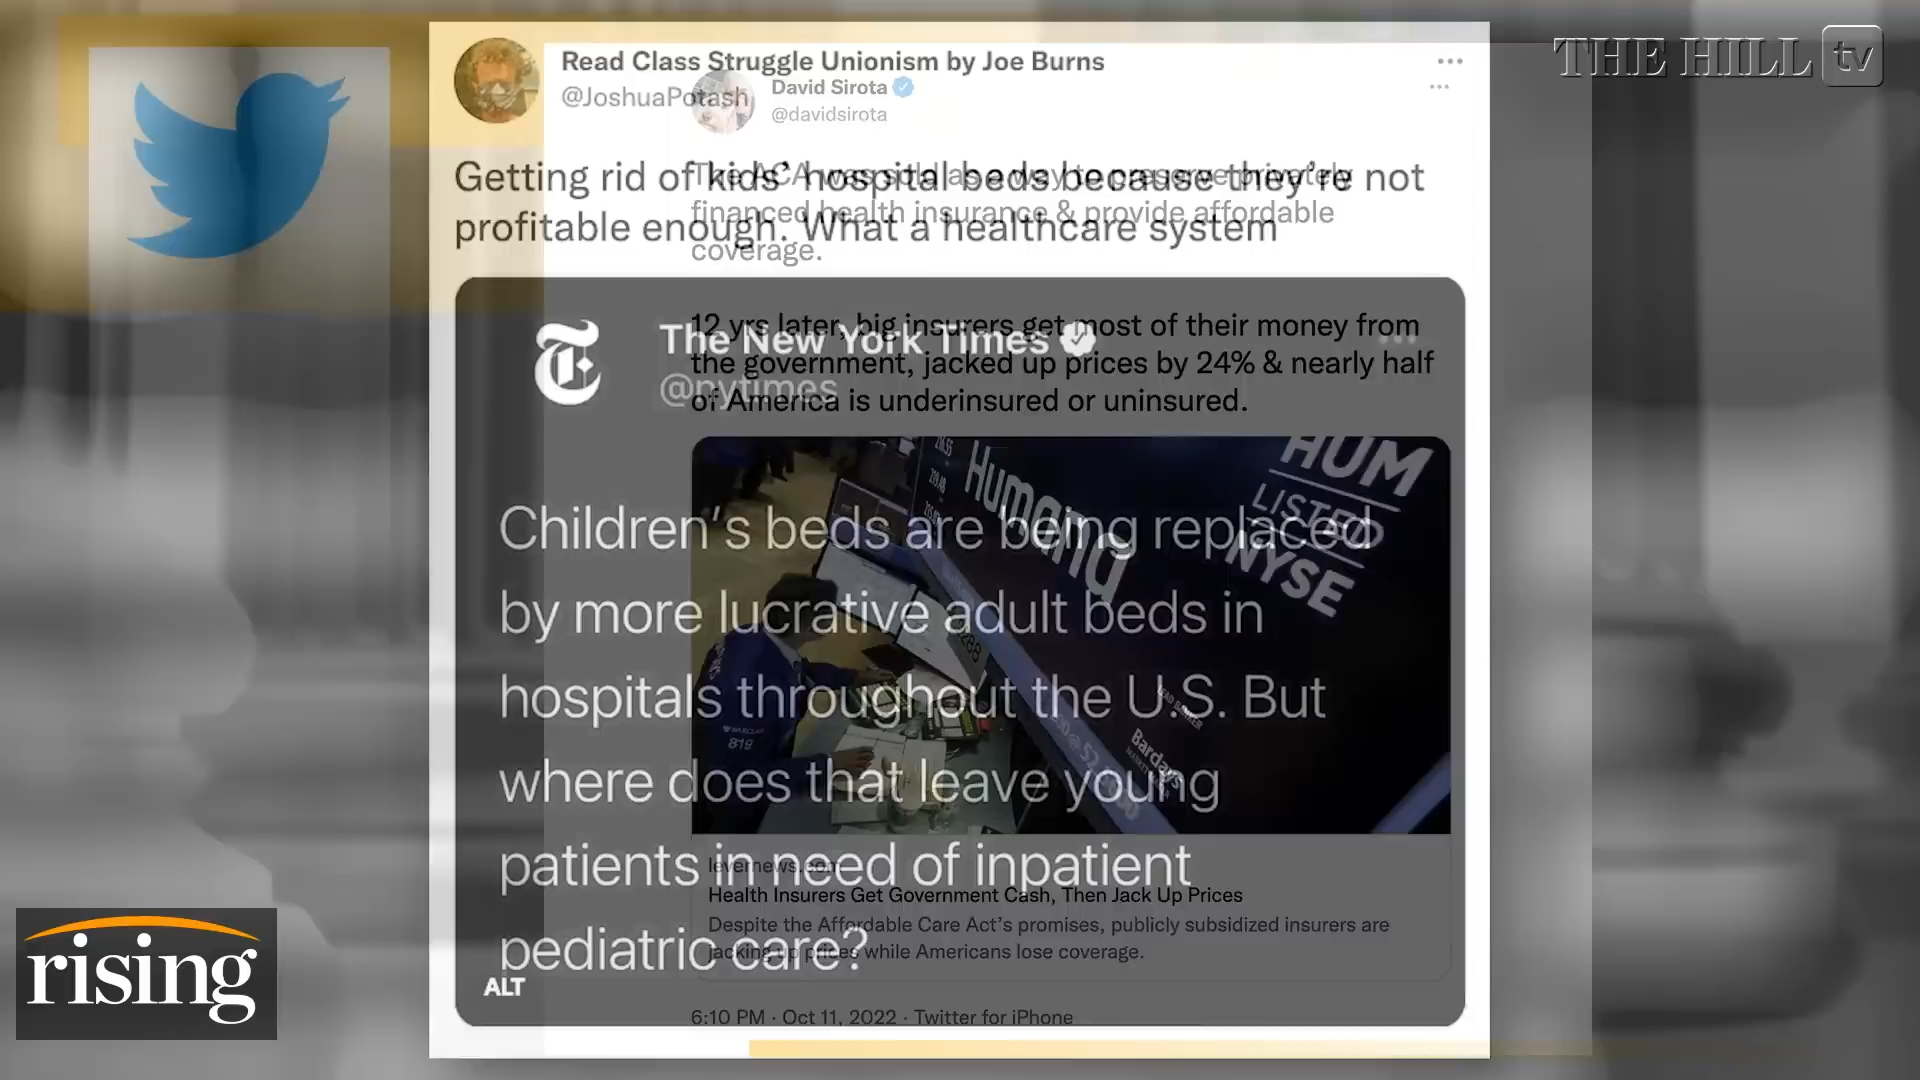 THE HILL tv
Read Class Struggle Unionism by Joe Burns
@JoshuaPotash
Getting rid of kids' hospital beds because they're not
profitable enough. What a healthcare system
The New York Times
@nytimes
Children's beds are being replaced
by more lucrative adult beds in
hospitals throughout the U.S. But
where does that leave young
patients in need of inpatient
pediatric care?
ALT
David Sirota
@davidsirota
The ACA was sold as a way to preserve privately
financed health insurance & provide affordable
coverage.
12 yrs later, big insurers get most of their money from
the government, jacked up prices by 24% & nearly half
of America is underinsured or uninsured.
Humana
HUM
LISTED
NYSE
Barclays
BARCLAYS
819
levernews.com
Health Insurers Get Government Cash, Then Jack Up Prices
Despite the Affordable Care Act's promises, publicly subsidized insurers are
jacking up prices while Americans lose coverage.
6:10 PM · Oct 11, 2022 · Twitter for iPhone
rising